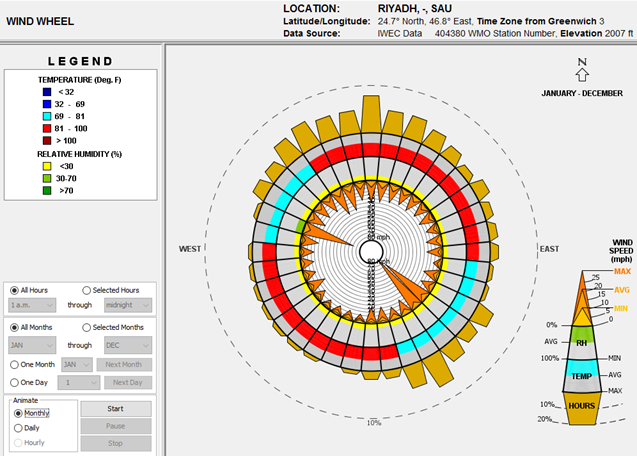 WIND WHEEL
LOCATION: RIYADH, -, SAU
Latitude/Longitude: 24.7° North, 46.8° East, Time Zone from Greenwich 3
Data Source: IWEC Data 404380 WMO Station Number, Elevation 2007 ft
LEGEND
TEMPERATURE (Deg. F)
< 32
32 - 69
69 - 81
81 - 100
> 100
RELATIVE HUMIDITY (%)
<30
30-70
>70
All Hours Selected Hours
1 a.m. through midnight
All Months Selected Months
JAN through DEC
One Month JAN Next Month
One Day 1 Next Day
Animate
Monthly Start
Daily Pause
Hourly Stop
N
JANUARY - DECEMBER
WEST
EAST
mph
mph
10%
WIND
SPEED
(mph)
MAX
25
20
AVG
15
10
MIN
5
0
0%
AVG RH
100% MIN
TEMP AVG
MAX
10% HOURS
20%